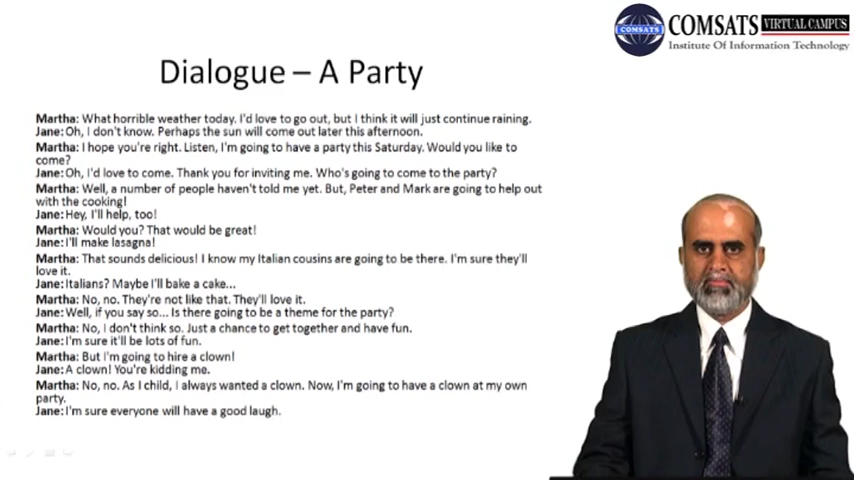 COMSATS VIRTUAL CAMPUS
COMSATS
Institute Of Information Technology
Dialogue – A Party
Martha: What horrible weather today. I'd love to go out, but I think it will just continue raining.
Jane: Oh, I don't know. Perhaps the sun will come out later this afternoon.
Martha: I hope you're right. Listen, I'm going to have a party this Saturday. Would you like to
come?
Jane: Oh, I'd love to come. Thank you for inviting me. Who's going to come to the party?
Martha: Well, a number of people haven't told me yet. But, Peter and Mark are going to help out
with the cooking!
Jane: Hey, I'll help, too!
Martha: Would you? That would be great!
Jane: I'll make lasagna!
Martha: That sounds delicious! I know my Italian cousins are going to be there. I'm sure they'll
love it.
Jane: Italians? Maybe I'll bake a cake...
Martha: No, no. They're not like that. They'll love it.
Jane: Well, if you say so... Is there going to be a theme for the party?
Martha: No, I don't think so. Just a chance to get together and have fun.
Jane: I'm sure it'll be lots of fun.
Martha: But I'm going to hire a clown!
Jane: A clown! You're kidding me.
Martha: No, no. As I child, I always wanted a clown. Now, I'm going to have a clown at my own
party.
Jane: I'm sure everyone will have a good laugh.